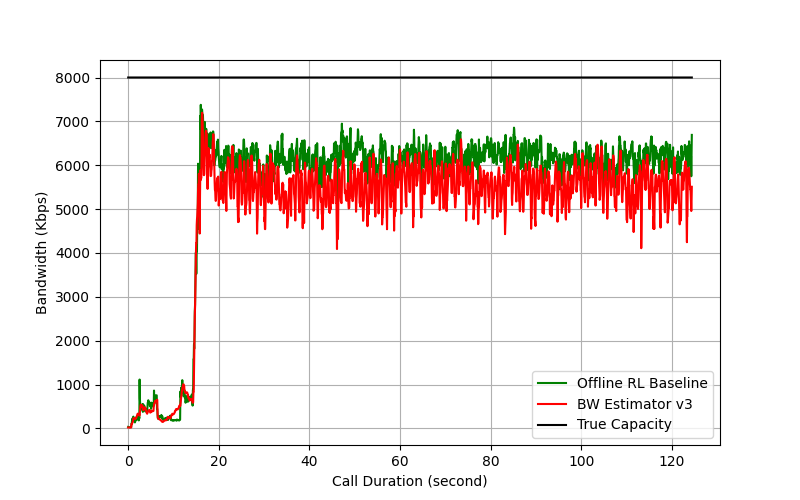 8000
7000
6000
5000
4000
3000
2000
1000
0
Bandwidth (Kbps)
Offline RL Baseline
BW Estimator v3
True Capacity
0 20 40 60 80 100 120
Call Duration (second)